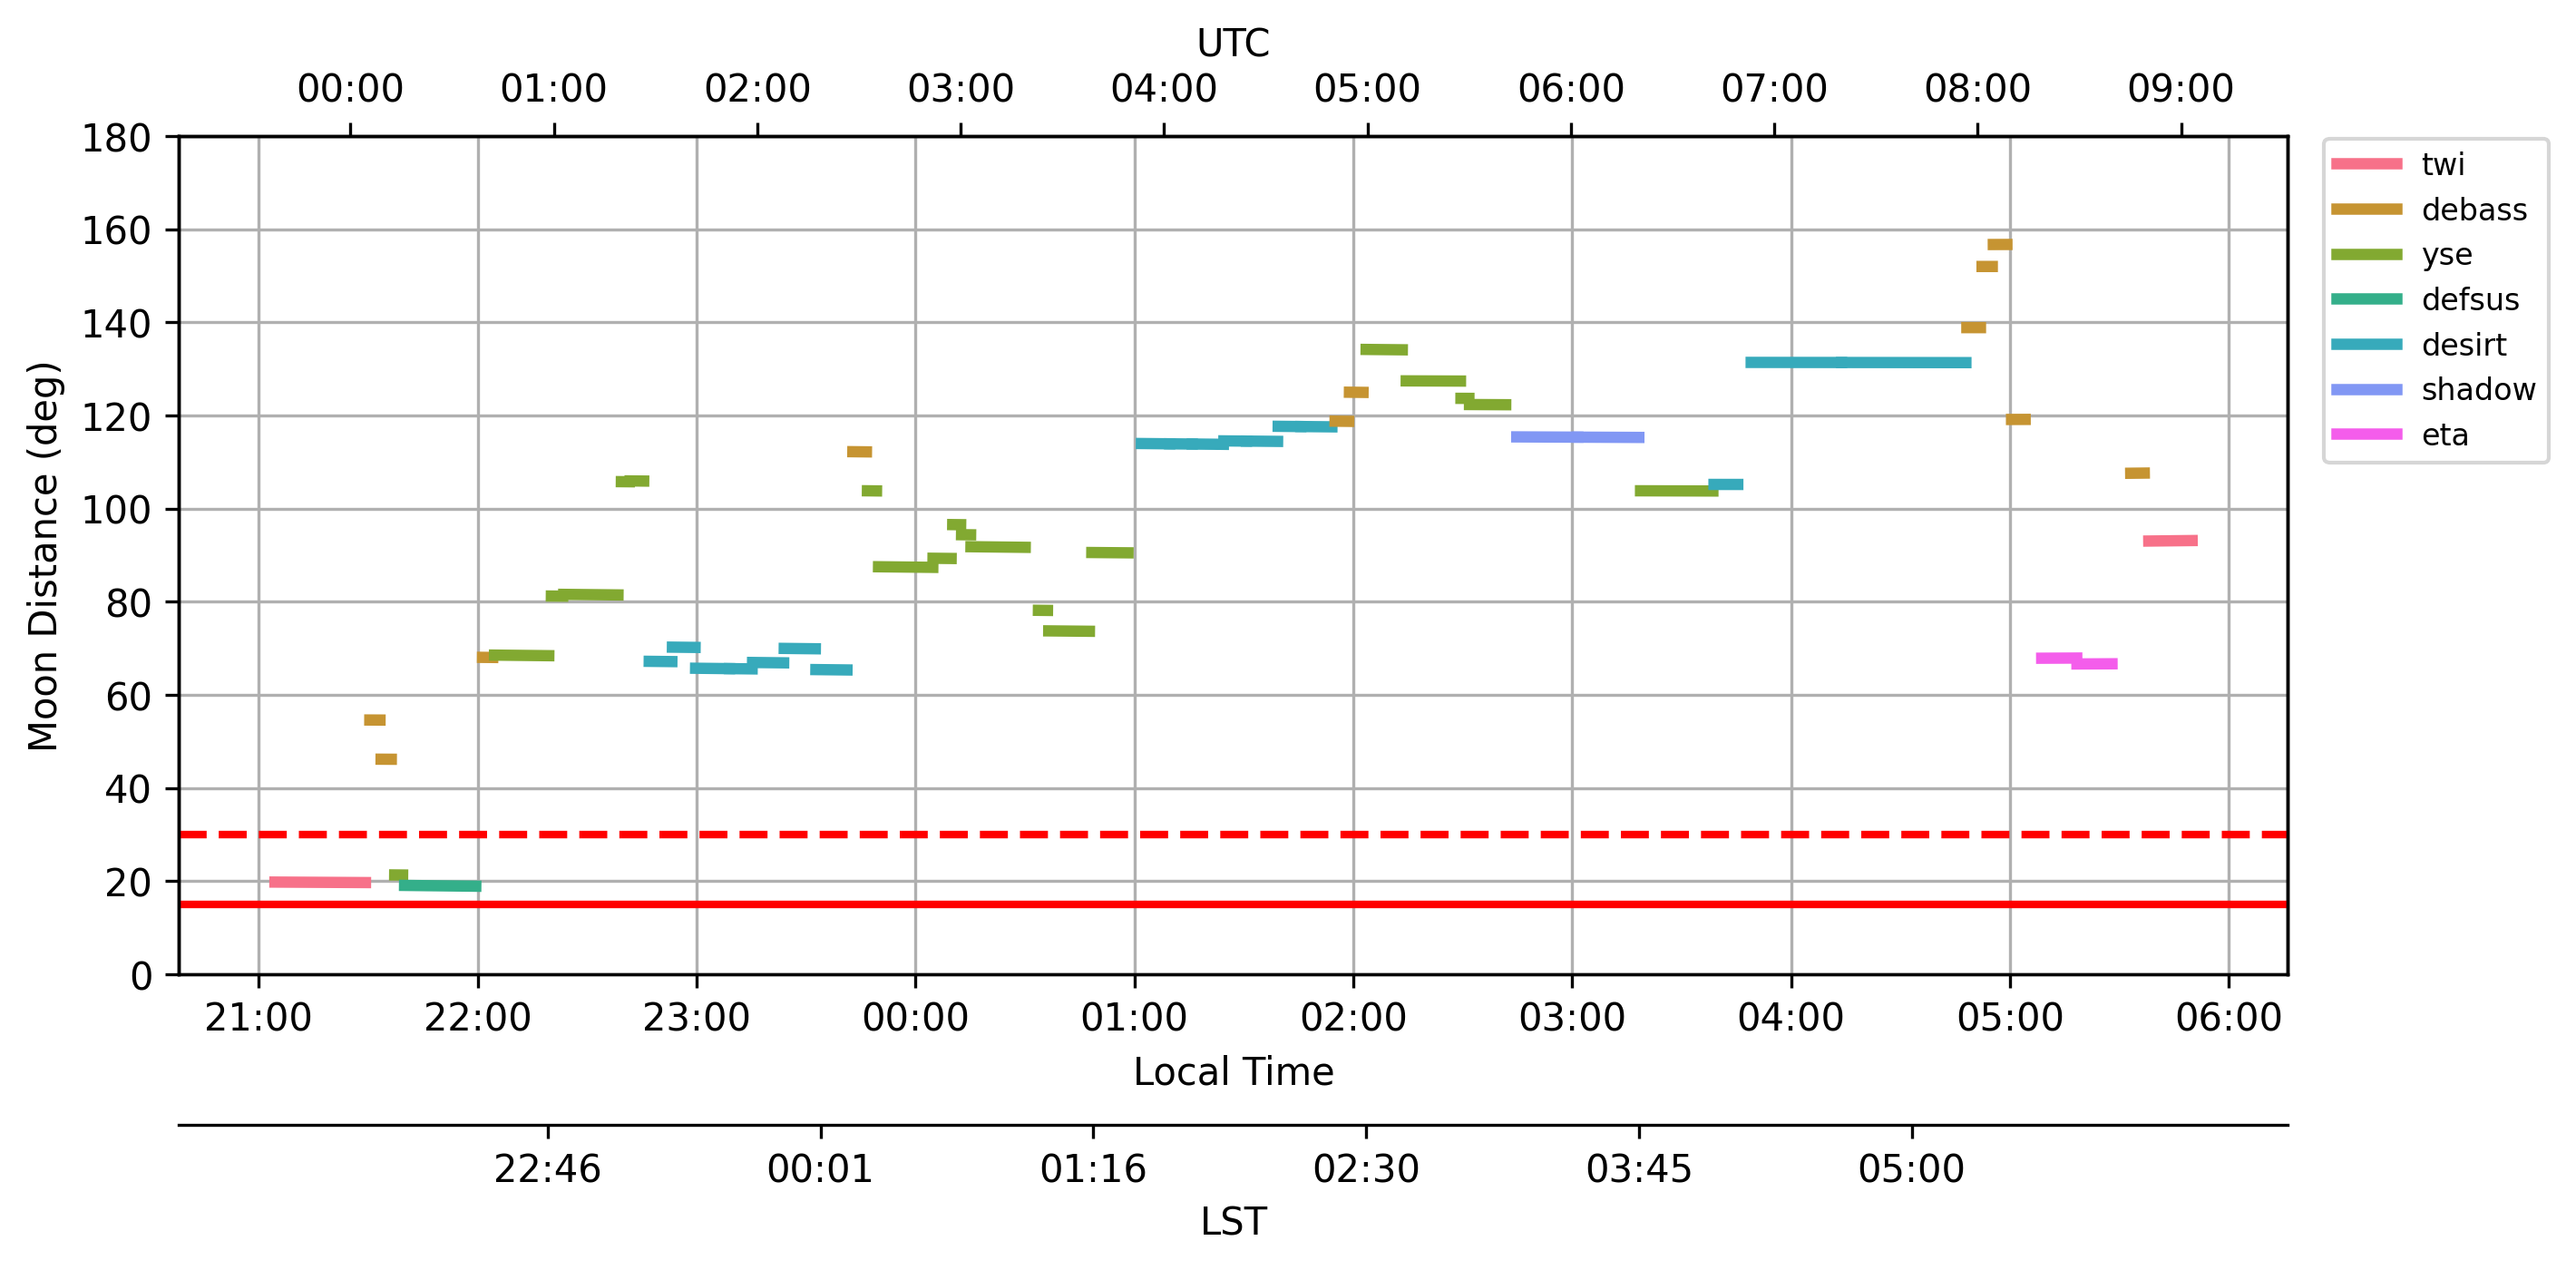 UTC
00:00 01:00 02:00 03:00 04:00 05:00 06:00 07:00 08:00 09:00
180
160
140
120
100
80
60
40
20
0
Moon Distance (deg)
twi
debass
yse
defsus
desirt
shadow
eta
21:00 22:00 23:00 00:00 01:00 02:00 03:00 04:00 05:00 06:00
Local Time
22:46 00:01 01:16 02:30 03:45 05:00
LST